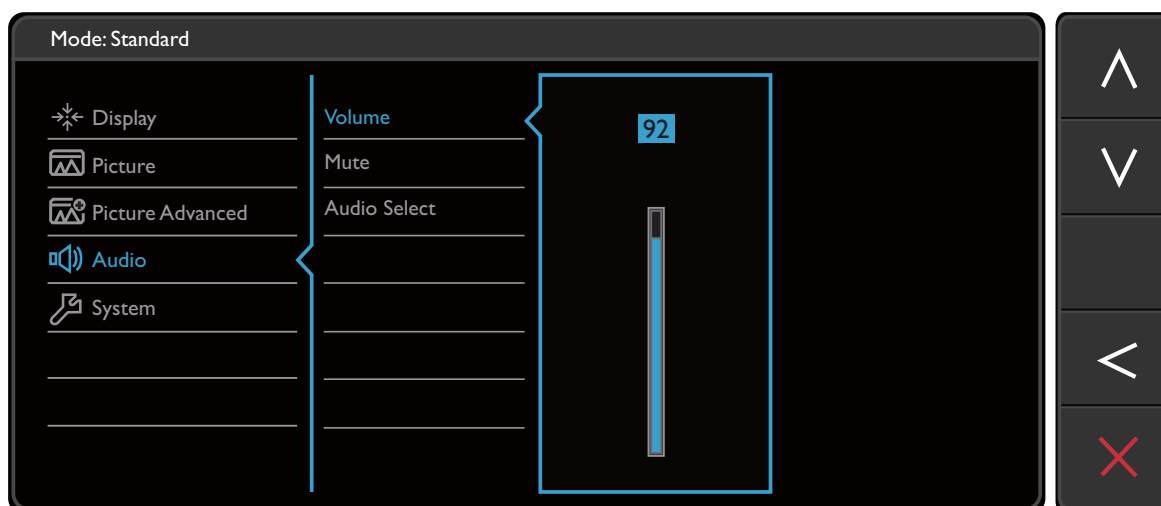 Mode: Standard
Display
Picture
Picture Advanced
Audio
System
Volume
Mute
Audio Select
92